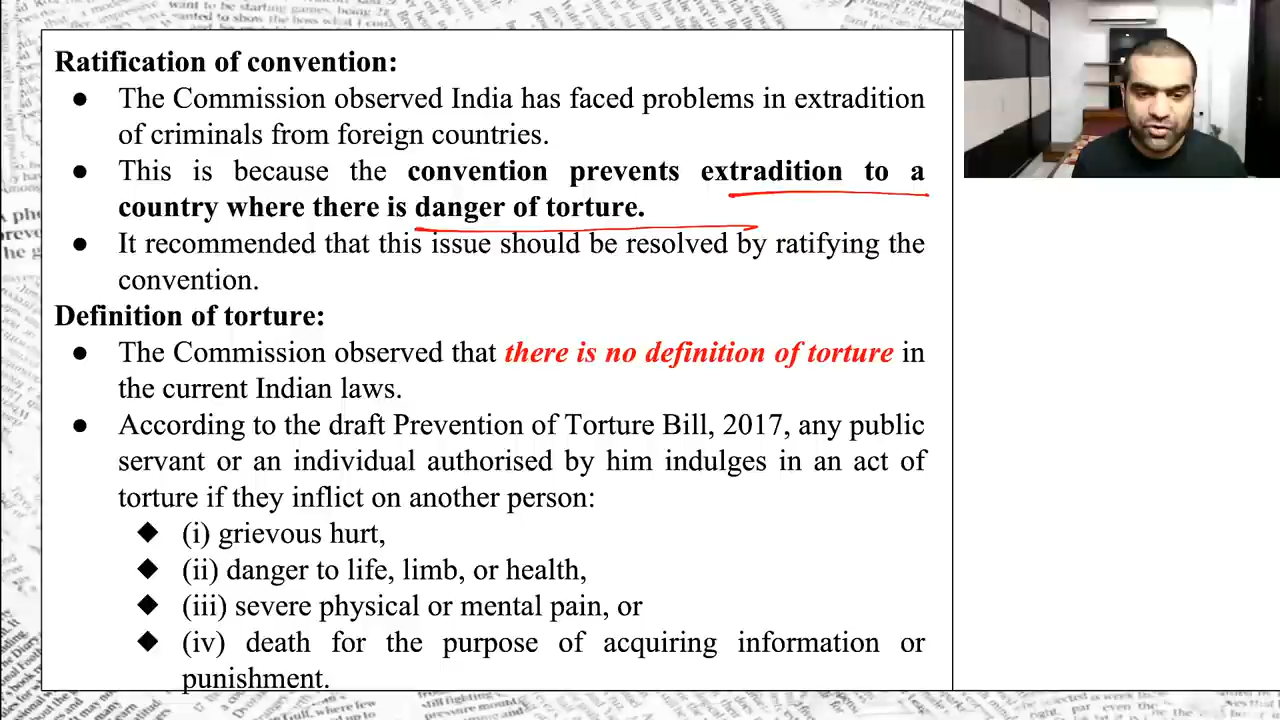 Ratification of convention:
● The Commission observed India has faced problems in extradition
of criminals from foreign countries.
● This is because the convention prevents extradition to a
country where there is danger of torture.
● It recommended that this issue should be resolved by ratifying the
convention.
Definition of torture:
● The Commission observed that there is no definition of torture in
the current Indian laws.
● According to the draft Prevention of Torture Bill, 2017, any public
servant or an individual authorised by him indulges in an act of
torture if they inflict on another person:
◆ (i) grievous hurt,
◆ (ii) danger to life, limb, or health,
◆ (iii) severe physical or mental pain, or
◆ (iv) death for the purpose of acquiring information or
punishment.